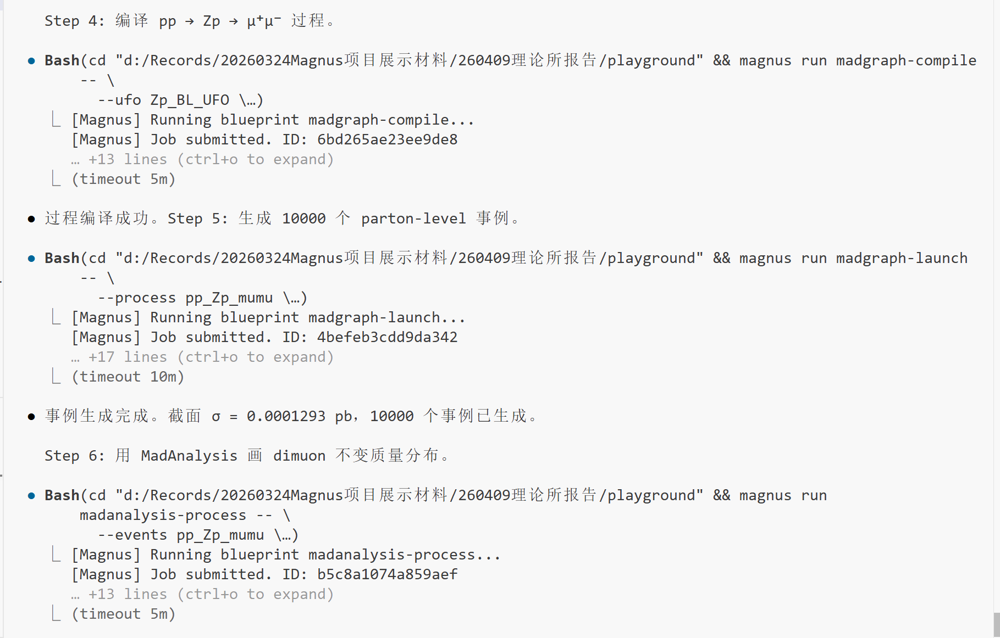 Step 4: 编译 pp → Zp → μ⁺μ⁻ 过程。
● Bash(cd "d:/Records/20260324Magnus项目展示材料/260409理论所报告/playground" && magnus run madgraph-compile
-- \
--ufo Zp_BL_UFO \…)
⎿ [Magnus] Running blueprint madgraph-compile...
[Magnus] Job submitted. ID: 6bd265ae23ee9de8
… +13 lines (ctrl+o to expand)
⎿ (timeout 5m)
● 过程编译成功。Step 5: 生成 10000 个 parton-level 事例。
● Bash(cd "d:/Records/20260324Magnus项目展示材料/260409理论所报告/playground" && magnus run madgraph-launch
-- \
--process pp_Zp_mumu \…)
⎿ [Magnus] Running blueprint madgraph-launch...
[Magnus] Job submitted. ID: 4befeb3cdd9da342
… +17 lines (ctrl+o to expand)
⎿ (timeout 10m)
● 事例生成完成。截面 σ = 0.0001293 pb，10000 个事例已生成。
Step 6: 用 MadAnalysis 画 dimuon 不变质量分布。
● Bash(cd "d:/Records/20260324Magnus项目展示材料/260409理论所报告/playground" && magnus run
madanalysis-process -- \
--events pp_Zp_mumu \…)
⎿ [Magnus] Running blueprint madanalysis-process...
[Magnus] Job submitted. ID: b5c8a1074a859aef
… +13 lines (ctrl+o to expand)
⎿ (timeout 5m)